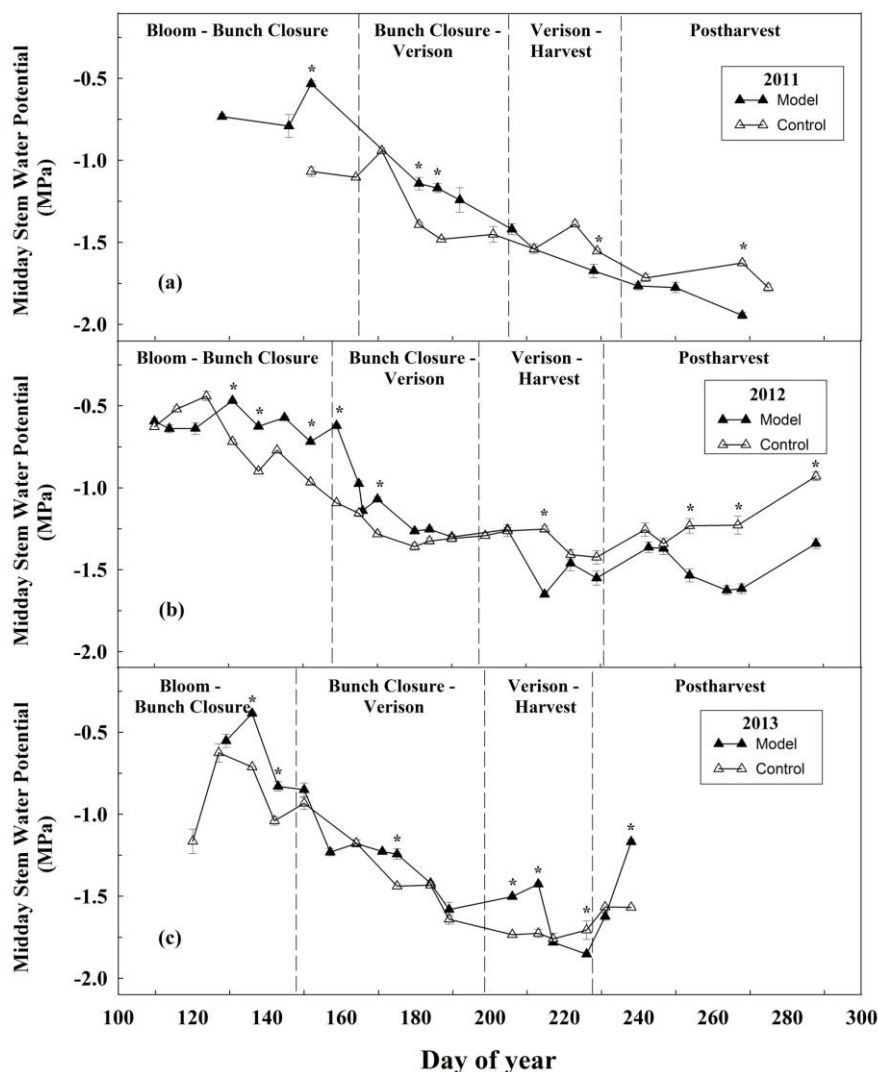 Bloom - Bunch Closure
Bunch Closure -
Verison
Verison -
Harvest
Postharvest
2011
Model
Control
-0.5
-1.0
-1.5
-2.0
Midday Stem Water Potential
(MPa)
(a)
*
*
*
*
*
Bloom - Bunch Closure
Bunch Closure -
Verison
Verison -
Harvest
Postharvest
2012
Model
Control
-0.5
-1.0
-1.5
-2.0
Midday Stem Water Potential
(MPa)
(b)
*
*
*
*
*
*
*
*
*
Bloom -
Bunch Closure
Bunch Closure -
Verison
Verison -
Harvest
Postharvest
2013
Model
Control
-0.5
-1.0
-1.5
-2.0
Midday Stem Water Potential
(MPa)
(c)
*
*
*
*
*
*
*
100 120 140 160 180 200 220 240 260 280 300
Day of year